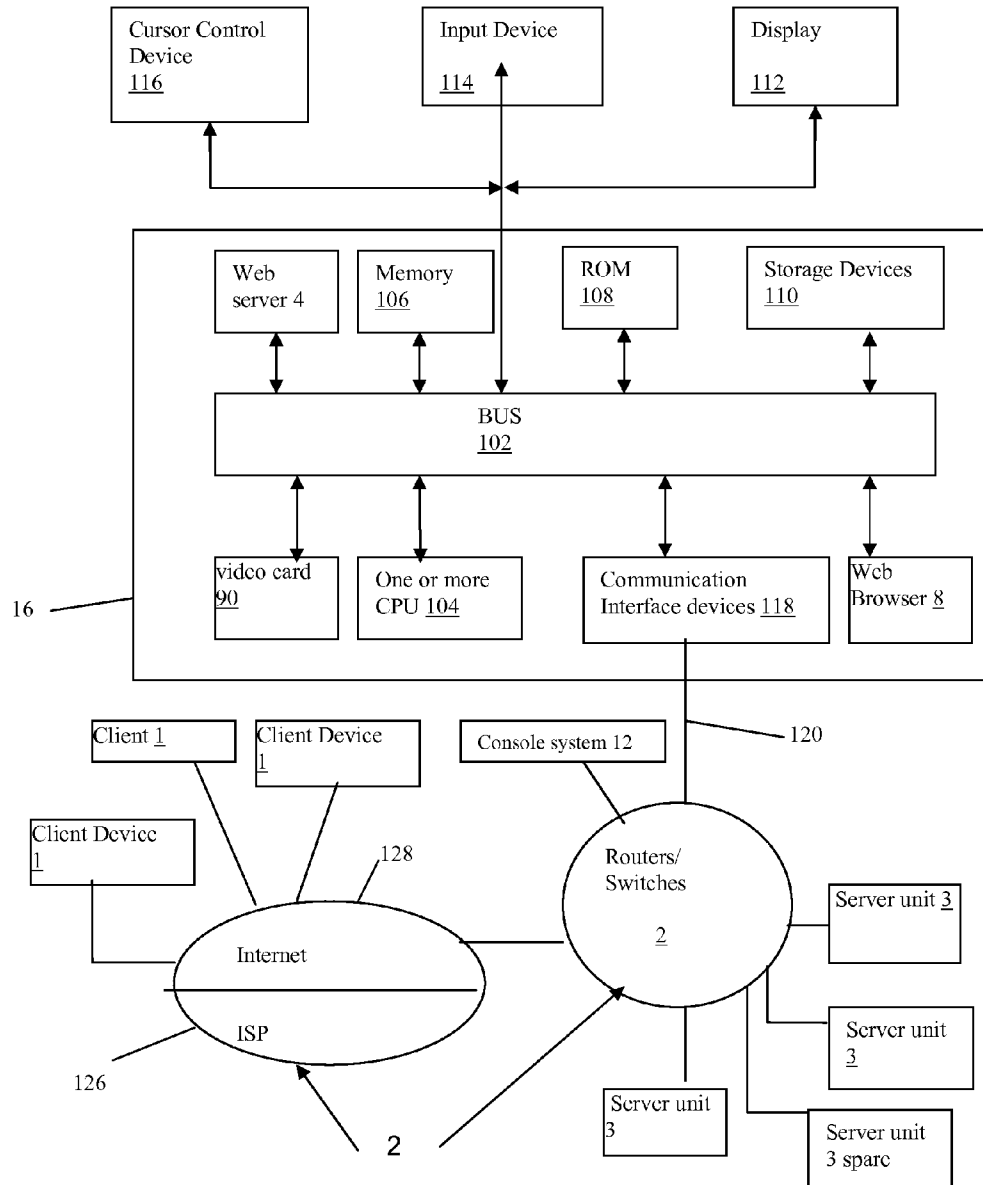 Cursor Control
Device
116
Input Device
114
Display
112
Web
server 4
Memory
106
ROM
108
Storage Devices
110
BUS
102
video card
90
One or more
CPU 104
Communication
Interface devices 118
Web
Browser 8
16
Client 1
Client Device
1
Console system 12
120
Client Device
1
128
Routers/
Switches
2
Server unit 3
Internet
ISP
126
Server unit
3
Server unit
3
2
Server unit
3 sparc